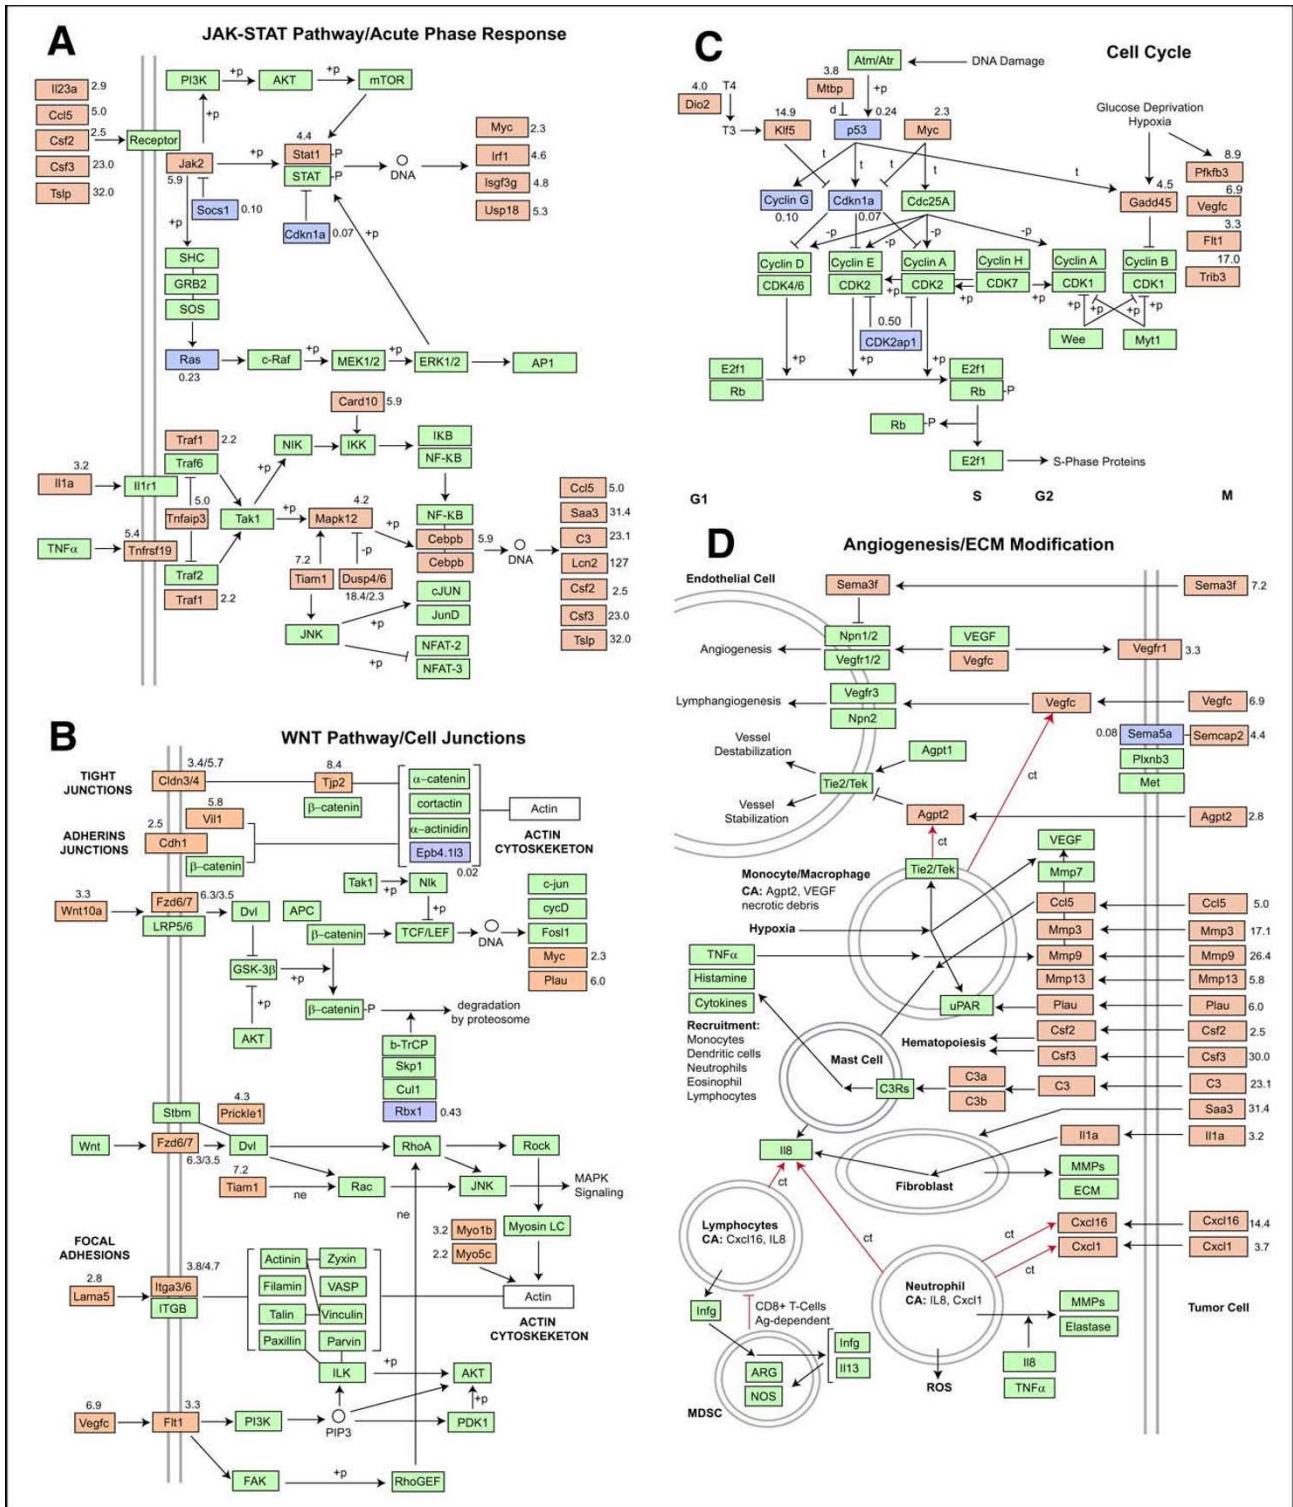 A
JAK-STAT Pathway/Acute Phase Response
Il23a 2.9
Ccl5 5.0
Csf2 2.5
Csf3 23.0
Tslp 32.0
Receptor
PI3K +p AKT +p mTOR
+p
Jak2
5.9
+p
4.4
Stat1 -P
STAT -P
DNA
Myc 2.3
Irf1 4.6
Isgf3g 4.8
Usp18 5.3
Socs1 0.10
Cdkn1a 0.07
+p
+p
SHC
GRB2
SOS
Ras
0.23
c-Raf +p MEK1/2 +p ERK1/2 AP1
Card10 5.9
Traf1 2.2
Traf6
NIK IKK
IKB
NF-KB
+p
3.2
Il1a
Il1r1
5.0
Tnfaip3
Tak1 +p
4.2
Mapk12
+p
NF-KB
Cebpb 5.9
Cebpb
DNA
TNFα
5.4
Tnfrsf19
Traf2
Traf1 2.2
7.2
Tiam1
-p
Dusp4/6
18.4/2.3
JNK
+p
+p
cJUN
JunD
NFAT-2
NFAT-3
Ccl5 5.0
Saa3 31.4
C3 23.1
Lcn2 127
Csf2 2.5
Csf3 23.0
Tslp 32.0
B
WNT Pathway/Cell Junctions
TIGHT
JUNCTIONS
3.4/5.7
Cldn3/4
8.4
Tjp2
β-catenin
α-catenin
cortactin
α-actinidin
Epb4.1l3
0.02
Actin
ACTIN
CYTOSKEKETON
5.8
Vil1
ADHERINS
JUNCTIONS
2.5
Cdh1
β-catenin
Tak1 +p Nlk
+p
3.3
Wnt10a
Fzd6/7 6.3/3.5
LRP5/6
Dvl
APC
β-catenin
TCF/LEF
DNA
c-jun
cycD
Fosl1
Myc 2.3
Plau 6.0
GSK-3β +p
+p
AKT
β-catenin -P
degradation
by proteosome
b-TrCP
Skp1
Cul1
Rbx1 0.43
4.3
Stbm
Prickle1
Wnt
Fzd6/7
6.3/3.5
Dvl
RhoA
Rock
7.2
Tiam1
ne
Rac
JNK
MAPK
Signaling
ne
3.2 Myo1b
2.2 Myo5c
Myosin LC
FOCAL
ADHESIONS
2.8
Lama5
3.8/4.7
Itga3/6
ITGB
Actinin
Zyxin
Filamin
VASP
Talin
Vinculin
Paxillin
Parvin
Actin
ACTIN
CYTOSKEKETON
ILK +p AKT
+p
6.9
Vegfc
3.3
Flt1
PI3K
PIP3
PDK1
FAK +p RhoGEF
C
Cell Cycle
Atm/Atr
DNA Damage
4.0
Dio2
T4
T3
14.9
Klf5
3.8
Mtbp
d
+p
0.24
p53
2.3
Myc
Glucose Deprivation
Hypoxia
t t t t t
Cyclin G
0.10
Cdkn1a
0.07
Cdc25A
4.5
Gadd45
8.9
Pfkfb3
6.9
Vegfc
3.3
Flt1
17.0
Trib3
-p -p -p -p
Cyclin D
CDK4/6
Cyclin E
CDK2
Cyclin A
CDK2
Cyclin H
CDK7
Cyclin A
CDK1
Cyclin B
CDK1
+p +p +p
+p +p +p +p
0.50
CDK2ap1
Wee
Myt1
+p +p +p
E2f1
Rb
E2f1
Rb -P
Rb -P
E2f1
S-Phase Proteins
G1 S G2 M
D
Angiogenesis/ECM Modification
Endothelial Cell
Sema3f
Sema3f 7.2
Angiogenesis
Npn1/2
Vegfr1/2
VEGF
Vegfc
Vegfr1 3.3
Lymphangiogenesis
Vegfr3
Npn2
Vegfc
Vegfc 6.9
0.08 Sema5a
Semcap2 4.4
Plxnb3
Met
Vessel
Destabilization
Agpt1
Tie2/Tek
Vessel
Stabilization
ct
Agpt2
Agpt2 2.8
ct
Tie2/Tek
VEGF
Mmp7
Monocyte/Macrophage
CA: Agpt2, VEGF
necrotic debris
Hypoxia
Ccl5
Ccl5 5.0
Mmp3
Mmp3 17.1
TNFα
Mmp9
Mmp9 26.4
Histamine
Mmp13
Mmp13 5.8
Cytokines
uPAR
Plau
Plau 6.0
Recruitment:
Monocytes
Dendritic cells
Neutrophils
Eosinophil
Lymphocytes
Hematopoiesis
Csf2
Csf2 2.5
Csf3
Csf3 30.0
Mast Cell
C3Rs
C3a
C3b
C3
C3 23.1
Saa3 31.4
Il8
Il1a
Il1a 3.2
Fibroblast
MMPs
ECM
ct
Lymphocytes
CA: Cxcl16, IL8
ct
ct
Cxcl16
Cxcl16 14.4
Cxcl1
Cxcl1 3.7
ct
Neutrophil
CA: IL8, Cxcl1
MMPs
Elastase
Tumor Cell
Infg
CD8+ T-Cells
Ag-dependent
Infg
Il13
Il8
TNFα
ARG
NOS
ROS
MDSC